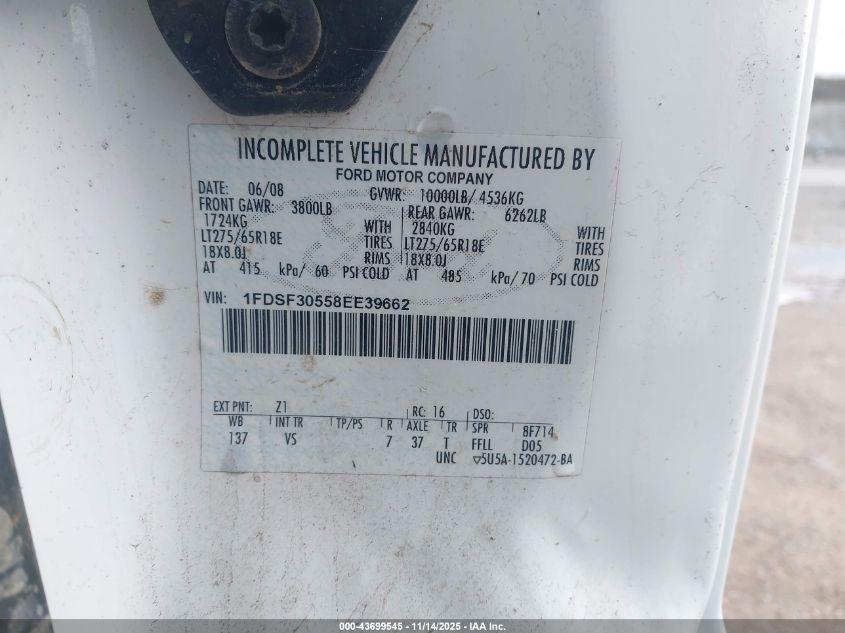 INCOMPLETE VEHICLE MANUFACTURED BY
FORD MOTOR COMPANY
DATE: 06/08 GVWR: 10000LB/ 4536KG
FRONT GAWR: 3800LB REAR GAWR: 6262LB
1724KG WITH 2840KG WITH
LT275/65R18E TIRES LT275/65R18E TIRES
18X8.0J RIMS 18X8.0J RIMS
AT 415 kPa/ 60 PSI COLD AT 485 kPa/ 70 PSI COLD
VIN: 1FDSF30558EE39662
EXT PNT: Z1 RC: 16 DSO:
WB INT TR TP/PS R AXLE TR SPR 8F714
137 VS 7 37 T FFLL D05
UNC ▽5U5A-1520472-BA
000-43699545 - 11/14/2025 - IAA Inc.